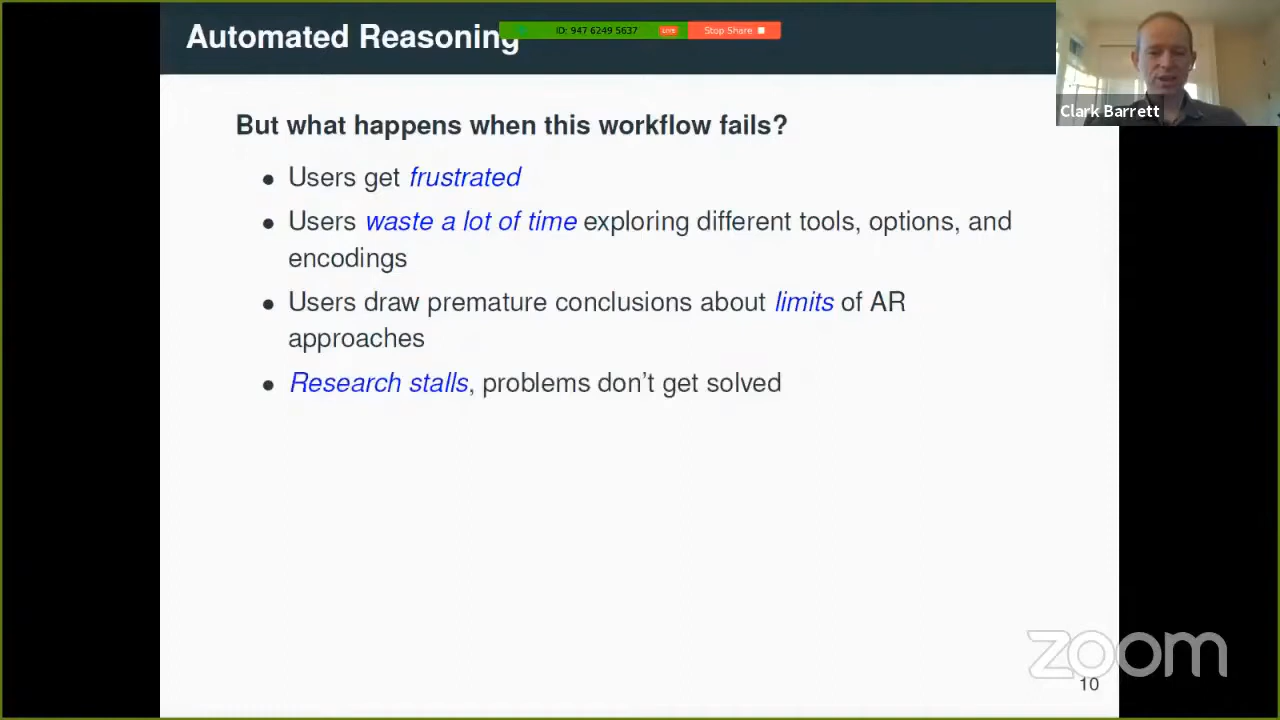 Automated Reasoning
ID: 947 6249 5637 LIVE Stop Share
Clark Barrett
But what happens when this workflow fails?
• Users get frustrated
• Users waste a lot of time exploring different tools, options, and
encodings
• Users draw premature conclusions about limits of AR
approaches
• Research stalls, problems don't get solved
zoom
10